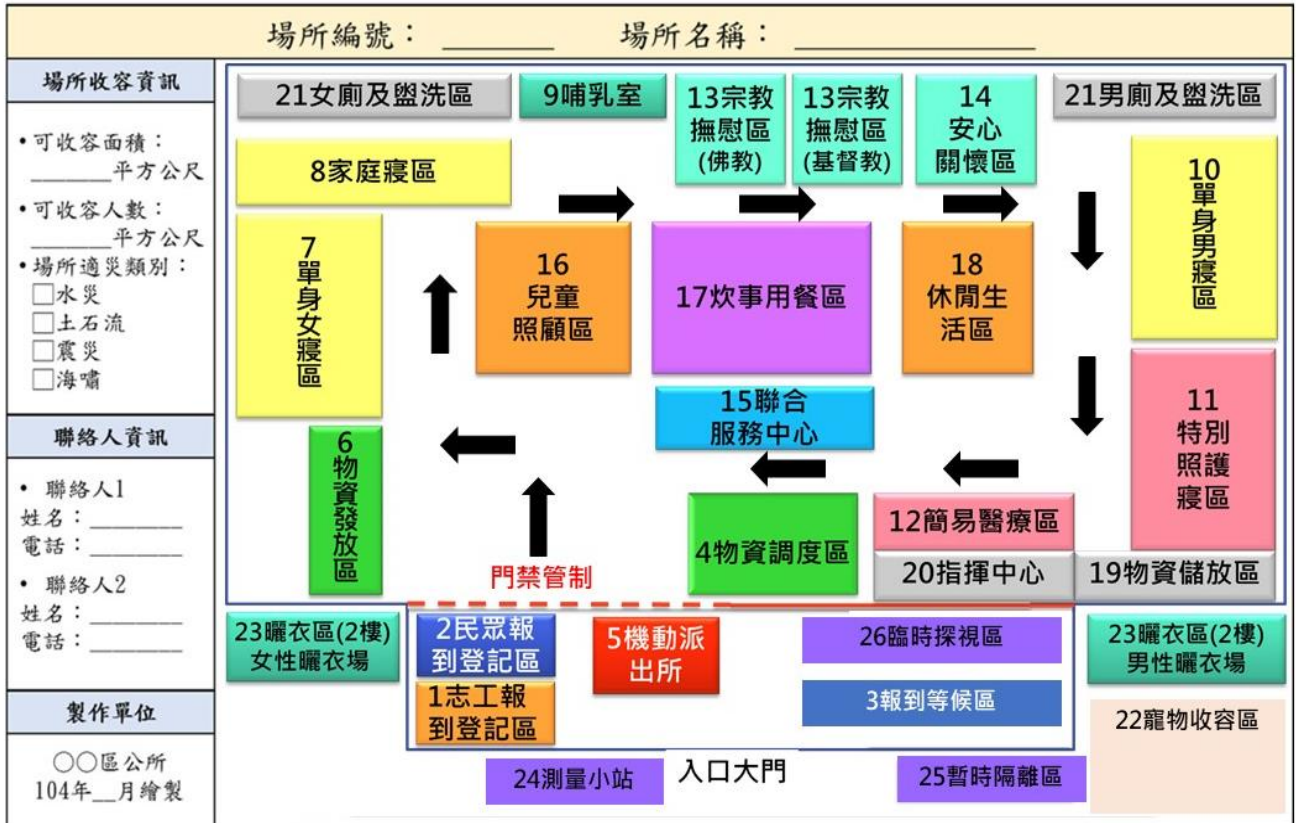 場所編號：_______ 場所名稱：_______________
場所收容資訊
•可收容面積：
_______平方公尺
•可收容人數：
_______平方公尺
•場所適災類別：
□水災
□土石流
□震災
□海嘯
聯絡人資訊
• 聯絡人1
姓名：________
電話：________
• 聯絡人2
姓名：________
電話：________
製作單位
○○區公所
104年__月繪製
21女廁及盥洗區
9哺乳室
13宗教
撫慰區
(佛教)
13宗教
撫慰區
(基督教)
14
安心
關懷區
21男廁及盥洗區
8家庭寢區
10
單身男寢區
7
單身女寢區
16
兒童
照顧區
17炊事用餐區
18
休閒生
活區
15聯合
服務中心
11
特別
照護
寢區
6
物資發放區
門禁管制
4物資調度區
12簡易醫療區
20指揮中心
19物資儲放區
23曬衣區(2樓)
女性曬衣場
2民眾報
到登記區
1志工報
到登記區
5機動派
出所
26臨時探視區
3報到等候區
23曬衣區(2樓)
男性曬衣場
22寵物收容區
24測量小站
入口大門
25暫時隔離區